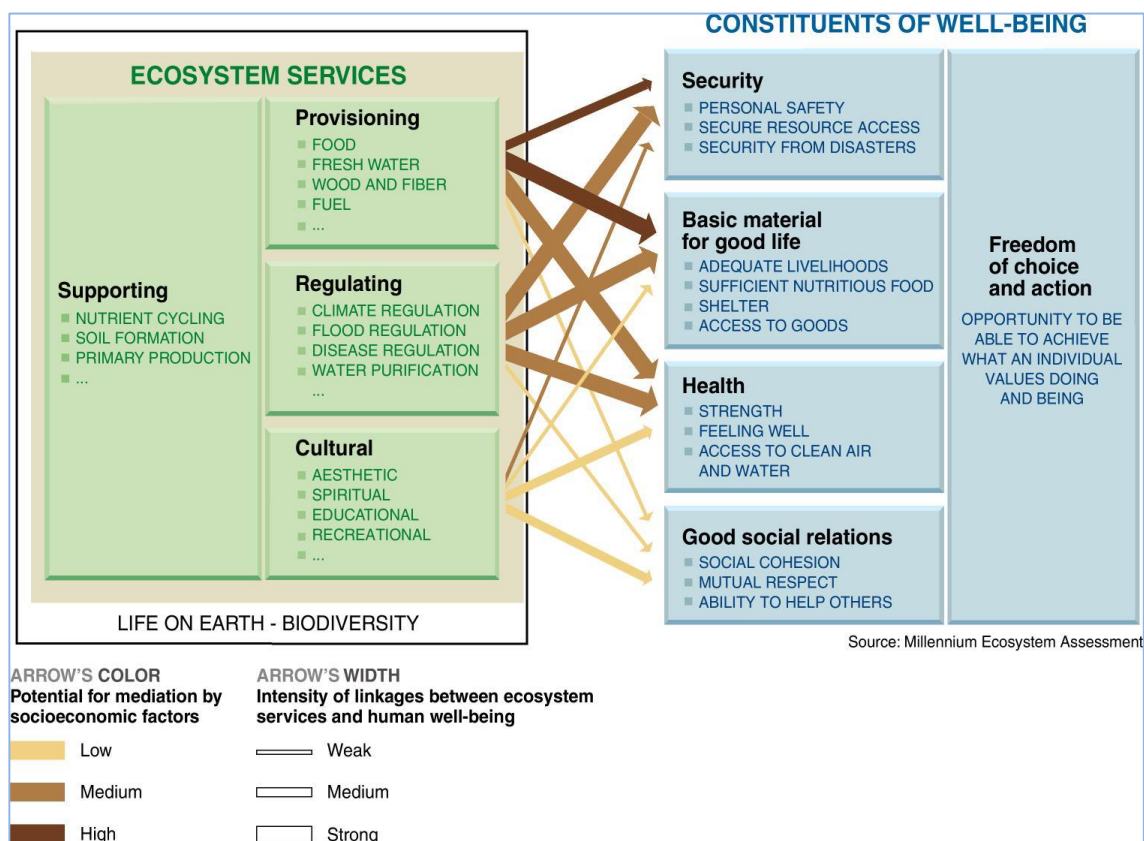 CONSTITUENTS OF WELL-BEING
ECOSYSTEM SERVICES
Supporting
NUTRIENT CYCLING
SOIL FORMATION
PRIMARY PRODUCTION
...
Provisioning
FOOD
FRESH WATER
WOOD AND FIBER
FUEL
...
Regulating
CLIMATE REGULATION
FLOOD REGULATION
DISEASE REGULATION
WATER PURIFICATION
...
Cultural
AESTHETIC
SPIRITUAL
EDUCATIONAL
RECREATIONAL
...
LIFE ON EARTH - BIODIVERSITY
Security
PERSONAL SAFETY
SECURE RESOURCE ACCESS
SECURITY FROM DISASTERS
Basic material
for good life
ADEQUATE LIVELIHOODS
SUFFICIENT NUTRITIOUS FOOD
SHELTER
ACCESS TO GOODS
Health
STRENGTH
FEELING WELL
ACCESS TO CLEAN AIR
AND WATER
Good social relations
SOCIAL COHESION
MUTUAL RESPECT
ABILITY TO HELP OTHERS
Freedom
of choice
and action
OPPORTUNITY TO BE
ABLE TO ACHIEVE
WHAT AN INDIVIDUAL
VALUES DOING
AND BEING
Source: Millennium Ecosystem Assessment
ARROW'S COLOR
Potential for mediation by
socioeconomic factors
Low
Medium
High
ARROW'S WIDTH
Intensity of linkages between ecosystem
services and human well-being
Weak
Medium
Strong